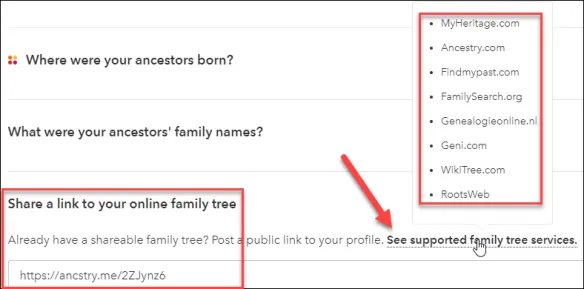 MyHeritage.com
Ancestry.com
Where were your ancestors born?
Findmypast.com
FamilySearch.org
Genealogieonline.nl
What were your ancestors' family names?
Geni.com
WikiTree.com
RootsWeb
Share a link to your online family tree
Already have a shareable family tree? Post a public link to your profile. See supported family tree services.
https://ancstry.me/2ZJynz6